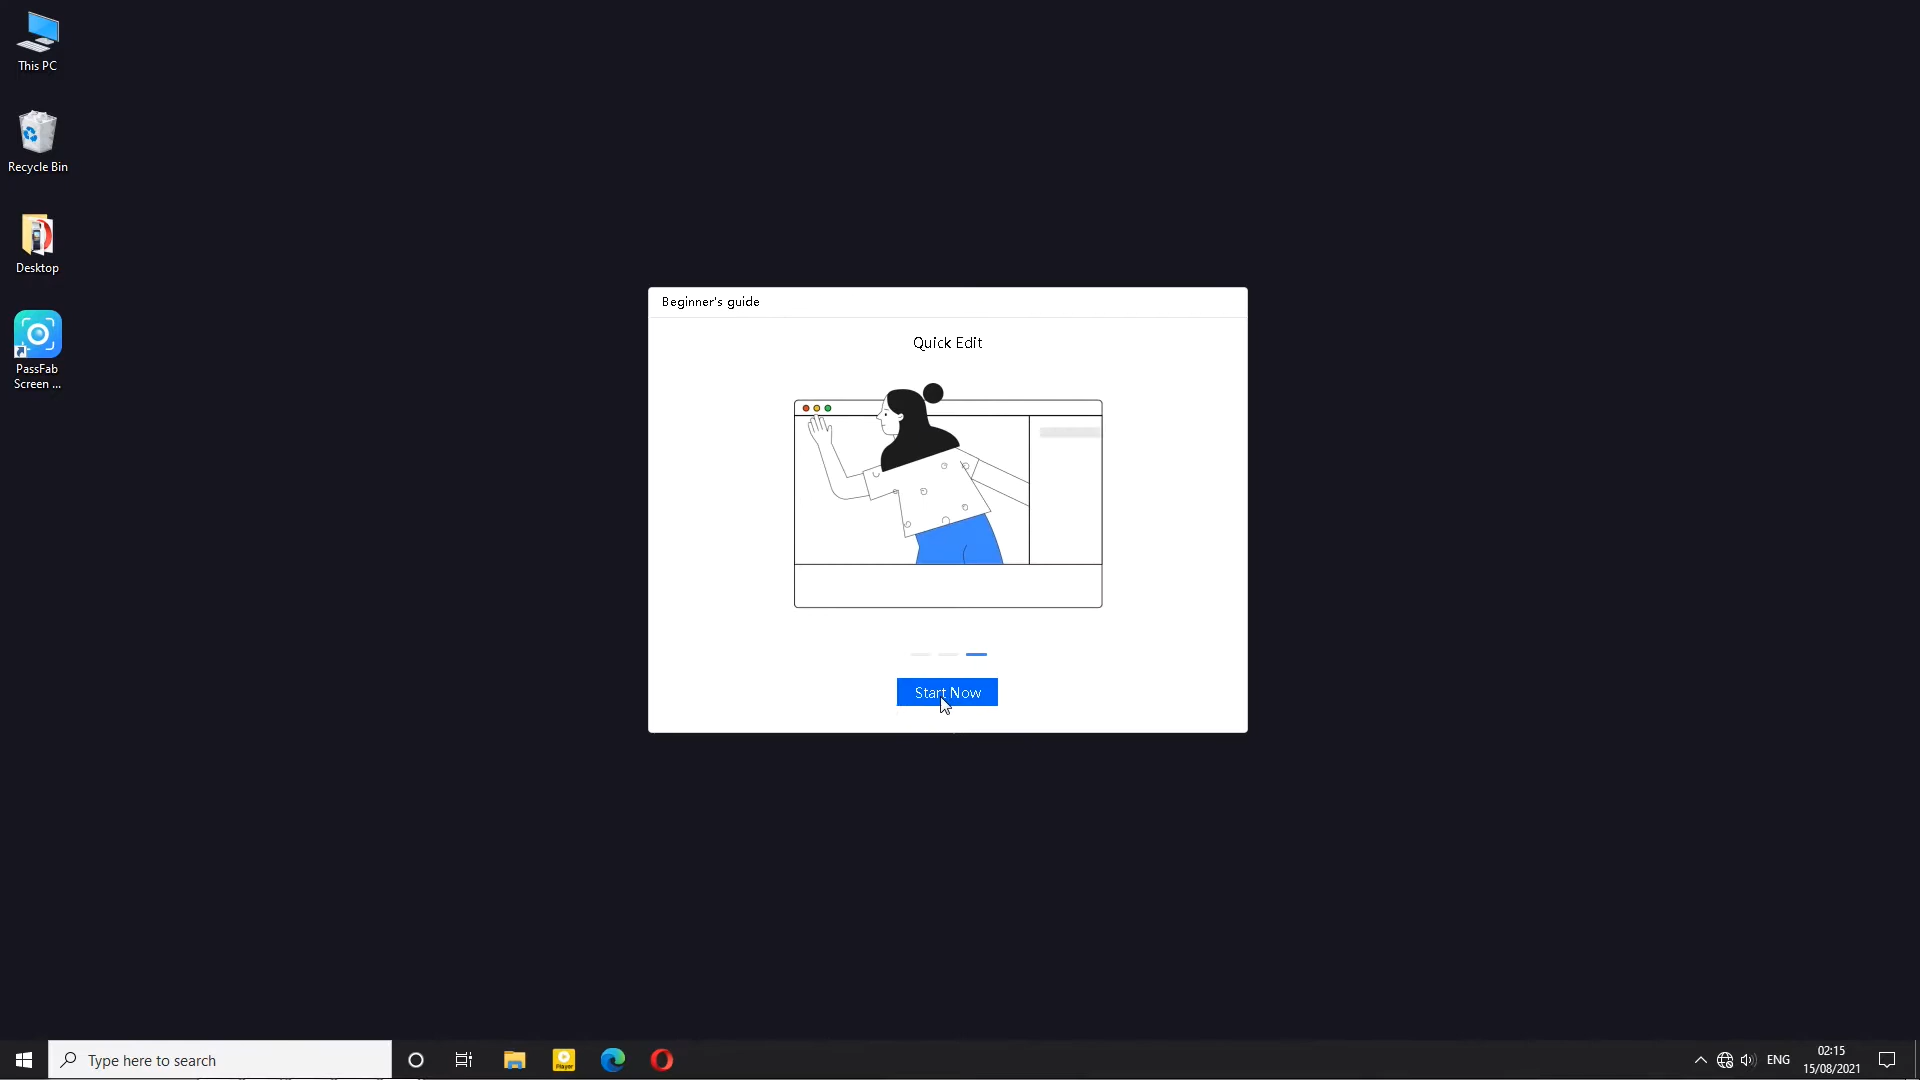 This PC
Recycle Bin
Desktop
PassFab
Screen ...
Beginner's guide
Quick Edit
Start Now
Type here to search
Player
ENG
02:15
15/08/2021